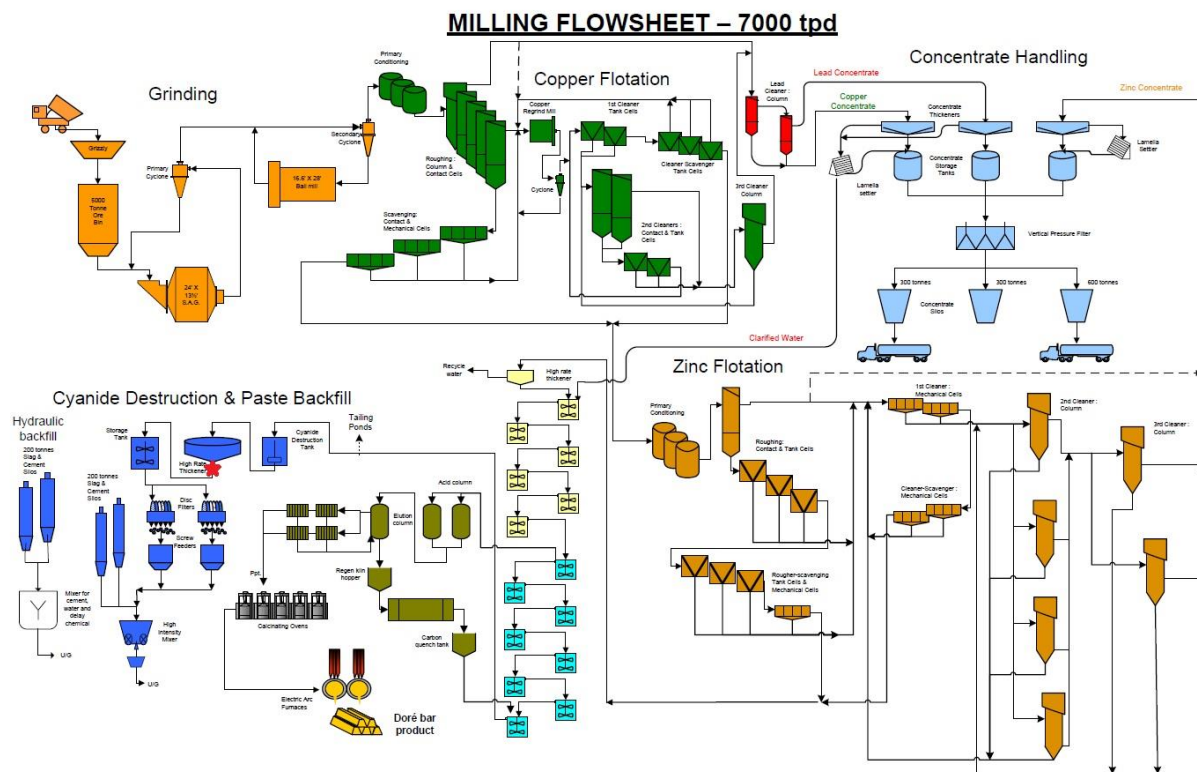 MILLING FLOWSHEET – 7000 tpd
Grinding
Grizzly
5000
Tonne
Ore
Bin
Primary
Cyclone
15.5' X 28'
Ball mill
24' X
13½'
S.A.G.
Secondary
Cyclone
Primary
Conditioning
Copper Flotation
Roughing :
Column &
Contact Cells
Copper
Regrind Mill
Cyclone
1st Cleaner
Tank Cells
Cleaner Scavenger
Tank Cells
Scavenging:
Contact &
Mechanical Cells
2nd Cleaners :
Contact & Tank
Cells
3rd Cleaner
Column
Lead
Cleaner :
Column
Concentrate Handling
Lead Concentrate
Copper
Concentrate
Zinc Concentrate
Concentrate
Thickeners
Lamella
settler
Concentrate
Storage
Tanks
Lamella
Settler
Vertical Pressure Filter
300 tonnes
300 tonnes
600 tonnes
Concentrate
Silos
Clarified Water
Zinc Flotation
Primary
Conditioning
Roughing:
Contact & Tank Cells
Rougher-scavenging
Tank Cells &
Mechanical Cells
1st Cleaner :
Mechanical Cells
Cleaner-Scavenger :
Mechanical Cells
2nd Cleaner :
Column
3rd Cleaner :
Column
Recycle
water
High rate
thickener
Cyanide Destruction & Paste Backfill
Tailing
Ponds
Hydraulic
backfill
200 tonnes
Slag &
Cement
Silos
Storage
Tank
High Rate
Thickener
Cyanide
Destruction
Tank
200 tonnes
Slag &
Cement Silos
Disc
Filters
Screw
Feeders
Mixer for
cement,
water and
delay
chemical
U/G
High
Intensity
Mixer
U/G
Acid column
Elution
column
Regen kiln
hopper
Carbon
quench tank
Ppt.
Calcinating Ovens
Electric Arc
Furnaces
Doré bar
product